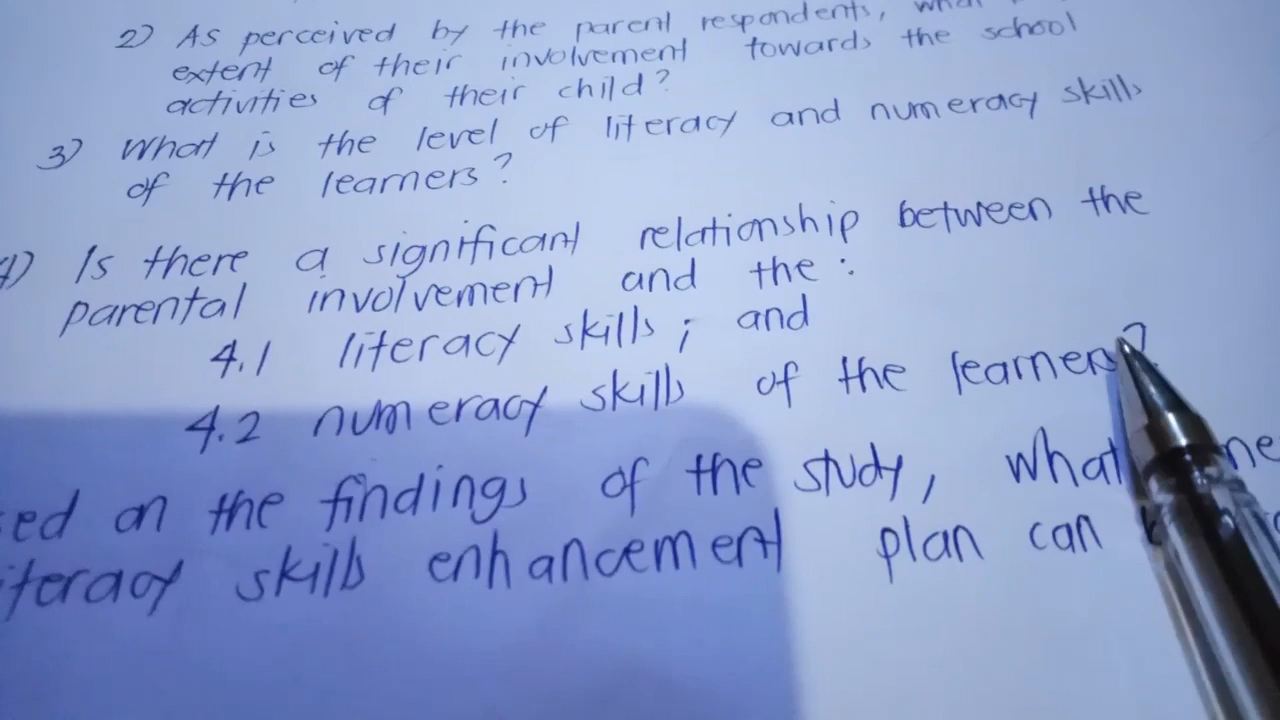 2) As perceived by the parent respondents, what
extent of their involvement towards the school
activities of their child?
3) What is the level of literacy and numeracy skills
of the learners?
4) Is there a significant relationship between the
parental involvement and the :
4.1 literacy skills ; and
4.2 numeracy skills of the learners?
on the findings of the study, what
skills enhancement plan can